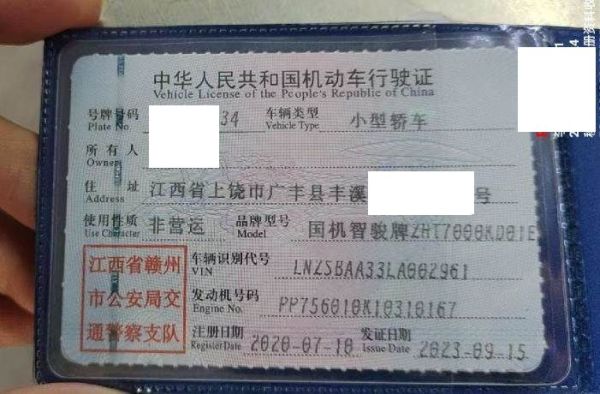 中华人民共和国机动车行驶证
Vehicle License of the People's Republic of China
号牌号码 34 车辆类型 小型轿车
Plate No. Vehicle Type
所有人
Owner
住址 江西省上饶市广丰县丰溪 号
Address
使用性质 非营运 品牌型号 国机智骏牌ZHT7000KD01E
Use Character Model
江西省赣州
市公安局交
通警察支队
车辆识别代号 LNZSBAA33LA002961
VIN
发动机号码 PP756010K10310167
Engine No.
注册日期 2020-07-10 发证日期 2023-09-15
Register Date Issue Date